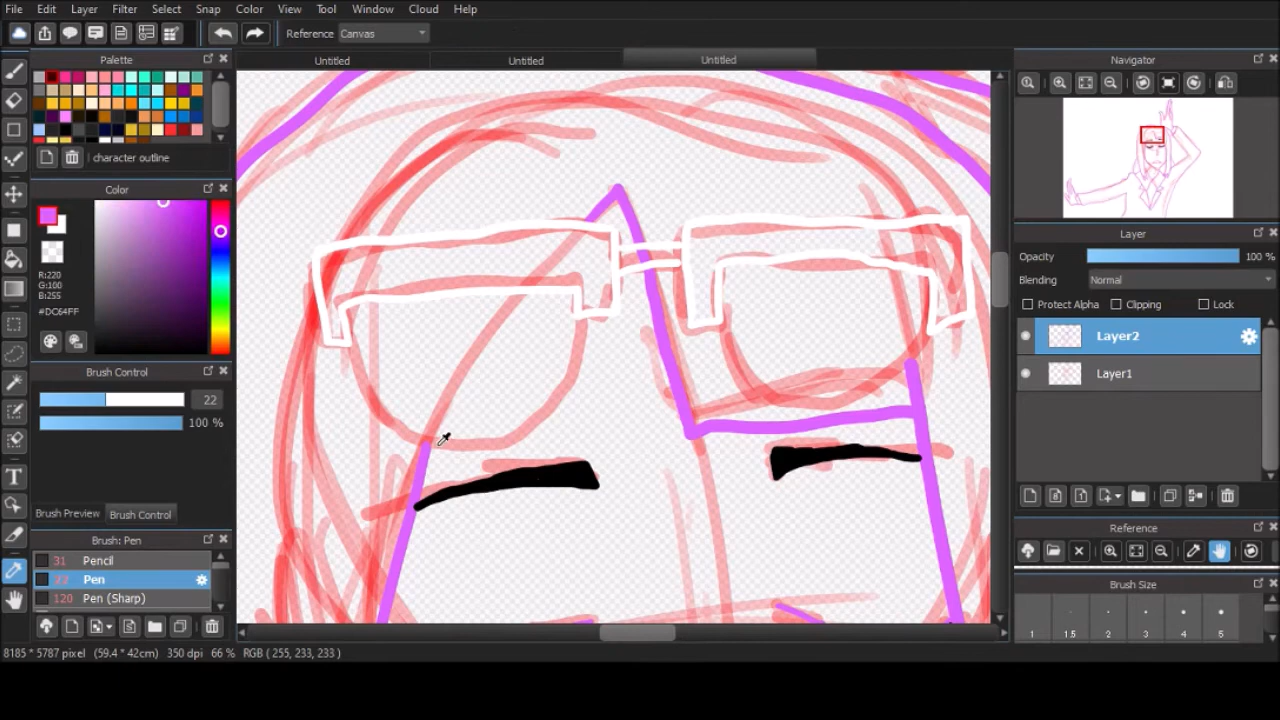 File Edit Layer Filter Select Snap Color View Tool Window Cloud Help
Reference Canvas
Palette
Untitled Untitled Untitled
Navigator
character outline
Color
R:220
G:100
B:255
#DC64FF
Layer
Opacity 100 %
Blending Normal
Protect Alpha Clipping Lock
Layer2
Layer1
Brush Control
22
100 %
Brush Preview Brush Control
Brush: Pen
31 Pencil
22 Pen
120 Pen (Sharp)
Reference
Brush Size
1 1.5 2 3 4 5
8185 * 5787 pixel (59.4 * 42cm) 350 dpi 66 % RGB ( 255, 233, 233 )